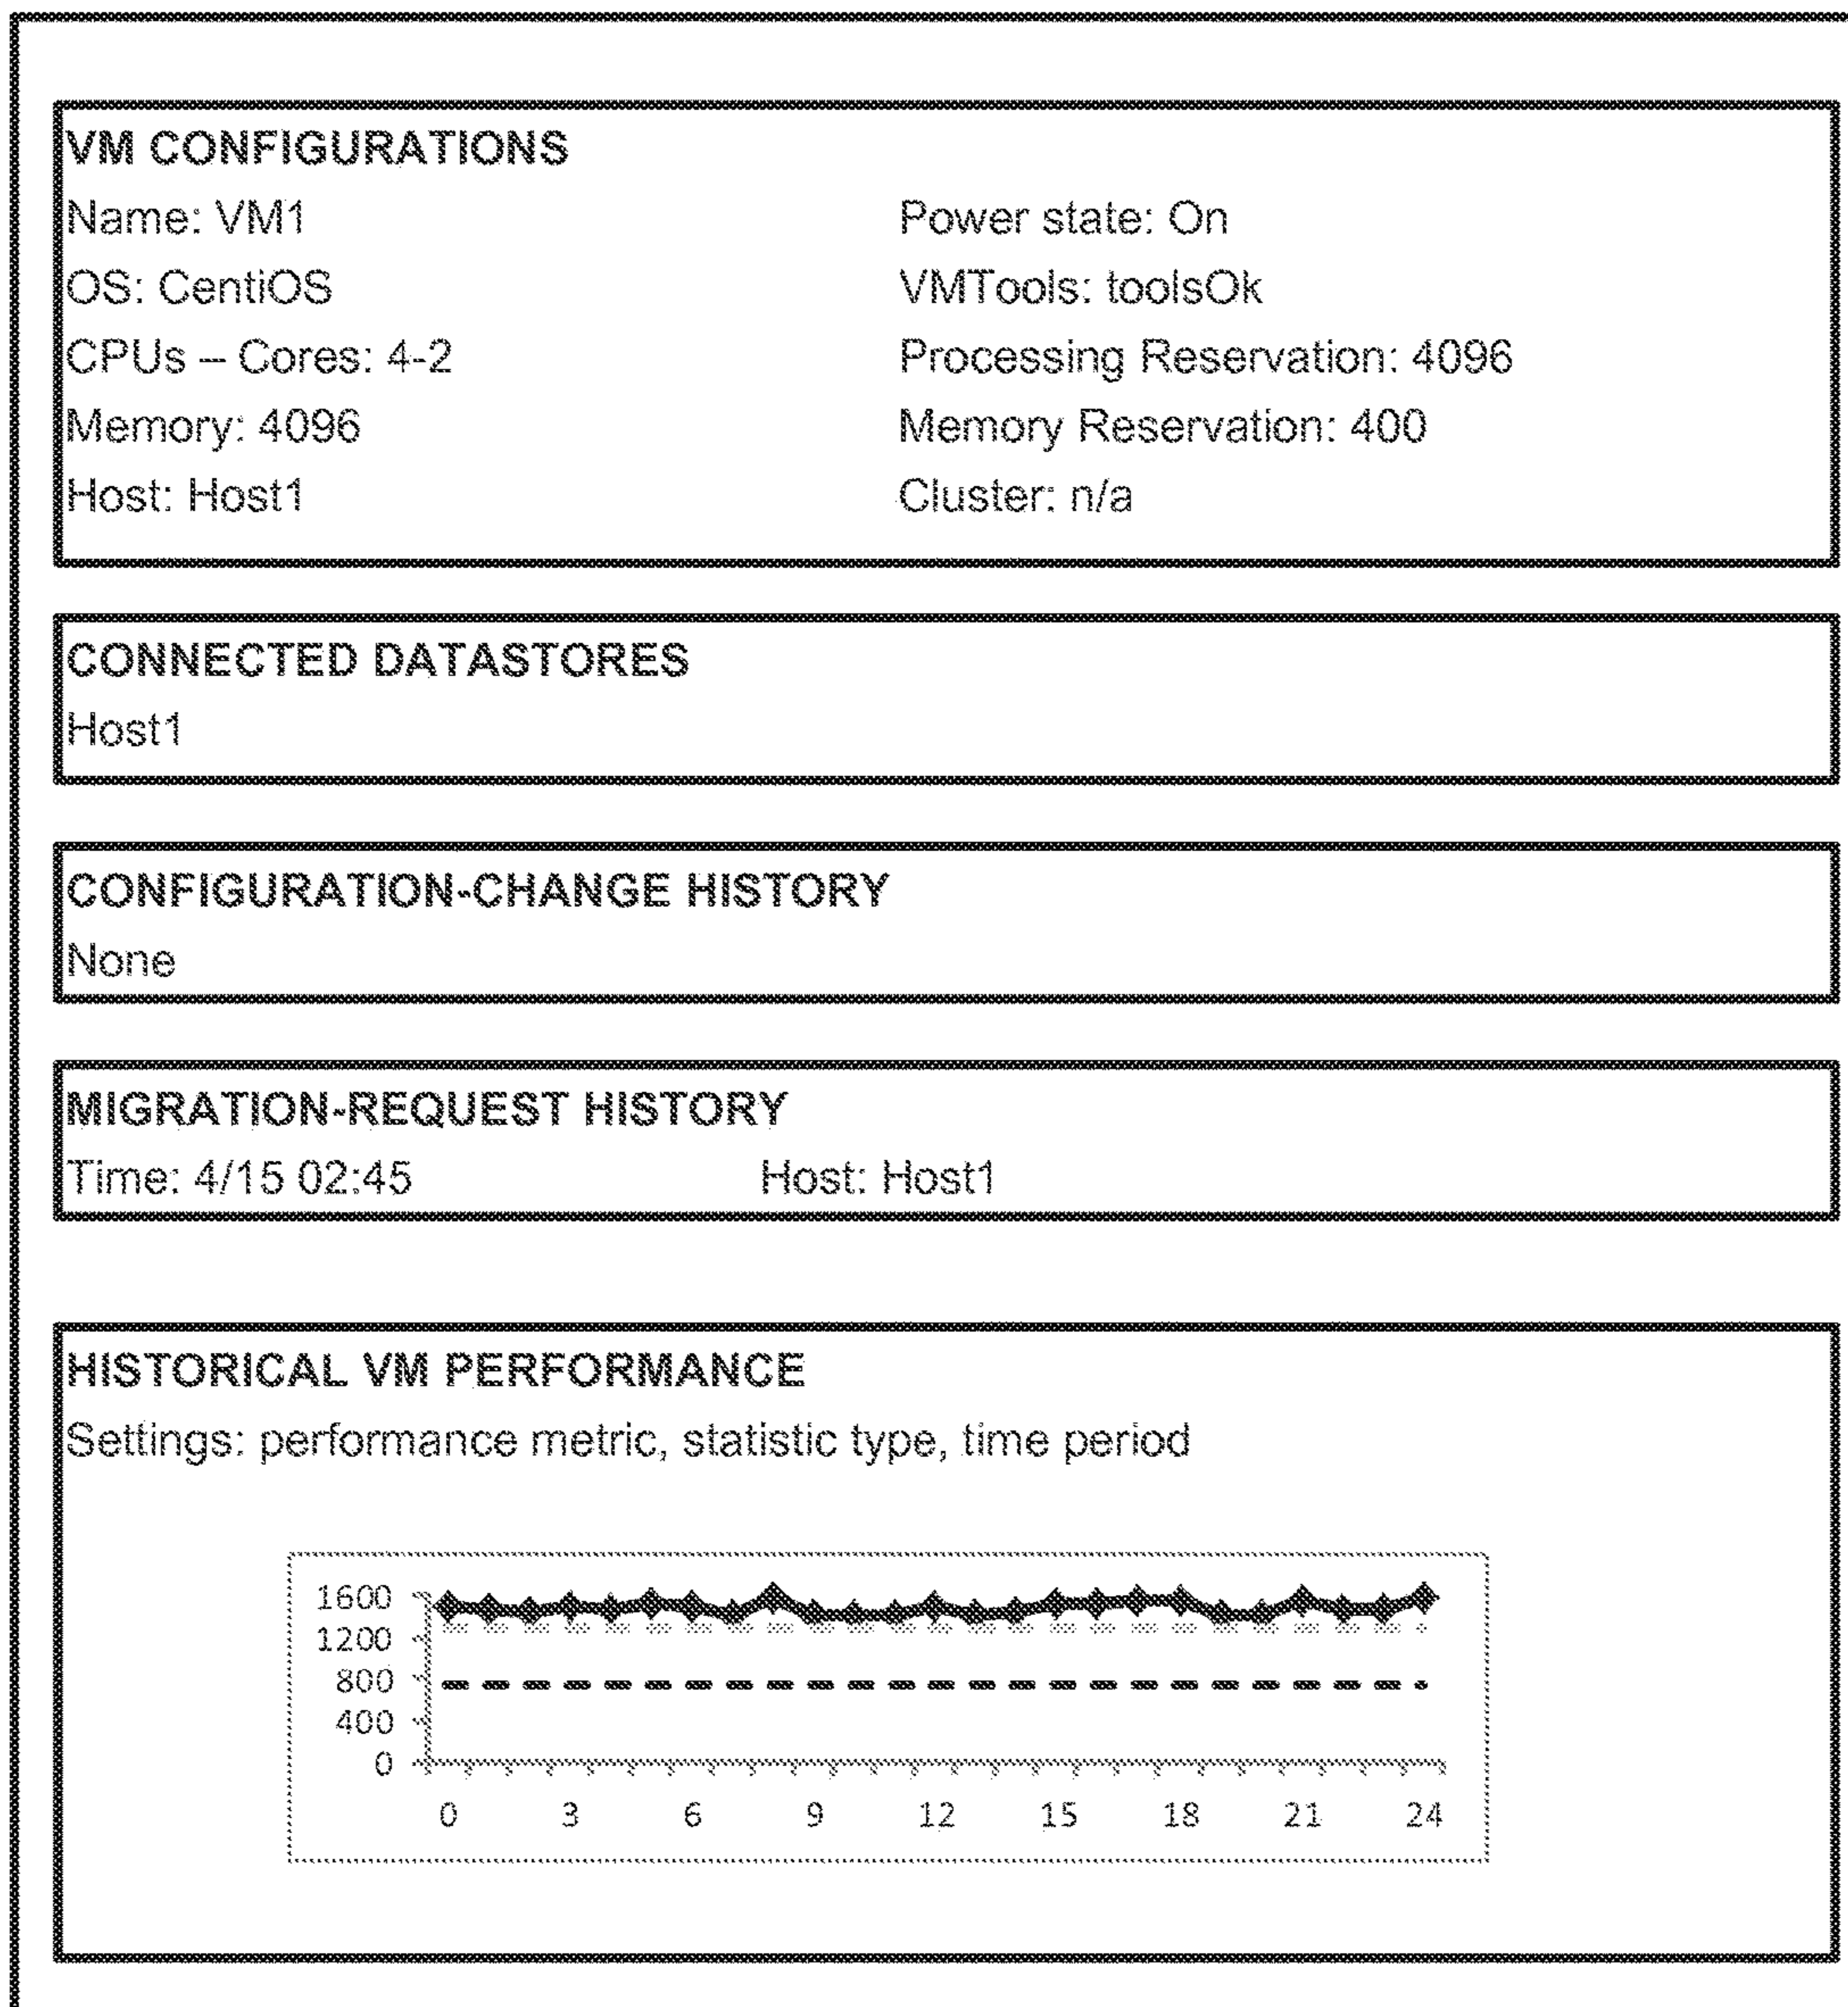 VM CONFIGURATIONS
Name: VM1 Power state: On
OS: CentiOS VMTools: toolsOk
CPUs – Cores: 4-2 Processing Reservation: 4096
Memory: 4096 Memory Reservation: 400
Host: Host1 Cluster: n/a
CONNECTED DATASTORES
Host1
CONFIGURATION-CHANGE HISTORY
None
MIGRATION-REQUEST HISTORY
Time: 4/15 02:45 Host: Host1
HISTORICAL VM PERFORMANCE
Settings: performance metric, statistic type, time period
1600
1200
800
400
0
0 3 6 9 12 15 18 21 24